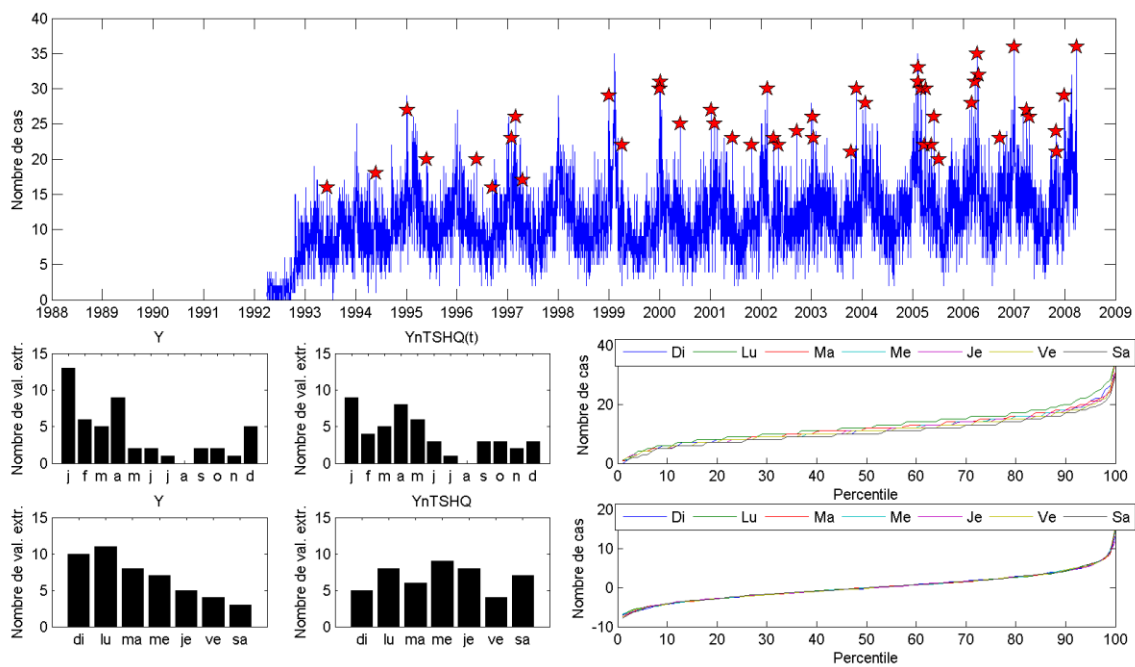 40
35
30
25
20
15
10
5
0
Nombre de cas
1988 1989 1990 1991 1992 1993 1994 1995 1996 1997 1998 1999 2000 2001 2002 2003 2004 2005 2006 2007 2008 2009
Y
Nombre de val. extr.
15
10
5
0
j f m a m j j a s o n d
YnTSHQ(t)
Nombre de val. extr.
15
10
5
0
j f m a m j j a s o n d
Di Lu Ma Me Je Ve Sa
Nombre de cas
40
20
0
0 10 20 30 40 50 60 70 80 90 100
Percentile
Y
Nombre de val. extr.
15
10
5
0
di lu ma me je ve sa
YnTSHQ
Nombre de val. extr.
15
10
5
0
di lu ma me je ve sa
Di Lu Ma Me Je Ve Sa
Nombre de cas
20
10
0
-10
0 10 20 30 40 50 60 70 80 90 100
Percentile